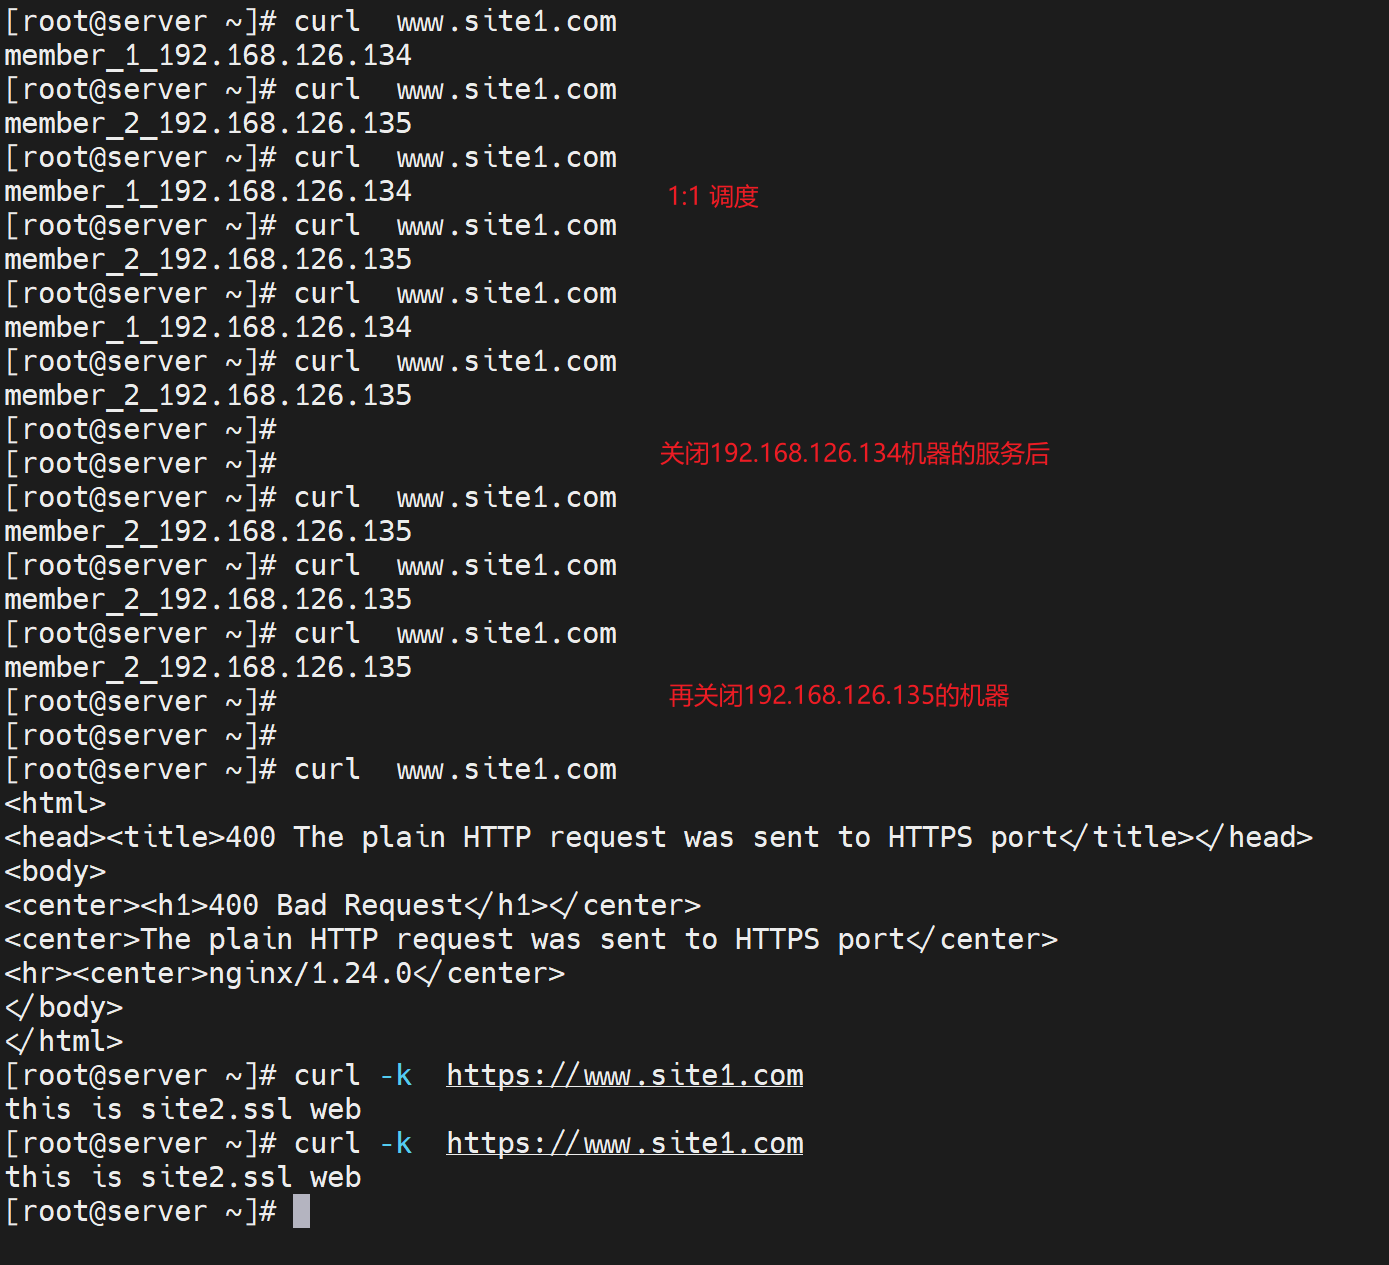 [root@server ~]# curl  www.site1.com
member_1_192.168.126.134
[root@server ~]# curl  www.site1.com
member_2_192.168.126.135
[root@server ~]# curl  www.site1.com
member_1_192.168.126.134
1:1 调度
[root@server ~]# curl  www.site1.com
member_2_192.168.126.135
[root@server ~]# curl  www.site1.com
member_1_192.168.126.134
[root@server ~]# curl  www.site1.com
member_2_192.168.126.135
[root@server ~]#
关闭192.168.126.134机器的服务后
[root@server ~]#
[root@server ~]# curl  www.site1.com
member_2_192.168.126.135
[root@server ~]# curl  www.site1.com
member_2_192.168.126.135
[root@server ~]# curl  www.site1.com
member_2_192.168.126.135
[root@server ~]#
再关闭192.168.126.135的机器
[root@server ~]#
[root@server ~]# curl  www.site1.com
<html>
<head><title>400 The plain HTTP request was sent to HTTPS port</title></head>
<body>
<center><h1>400 Bad Request</h1></center>
<center>The plain HTTP request was sent to HTTPS port</center>
<hr><center>nginx/1.24.0</center>
</body>
</html>
[root@server ~]# curl -k  https://www.site1.com
this is site2.ssl web
[root@server ~]# curl -k  https://www.site1.com
this is site2.ssl web
[root@server ~]#